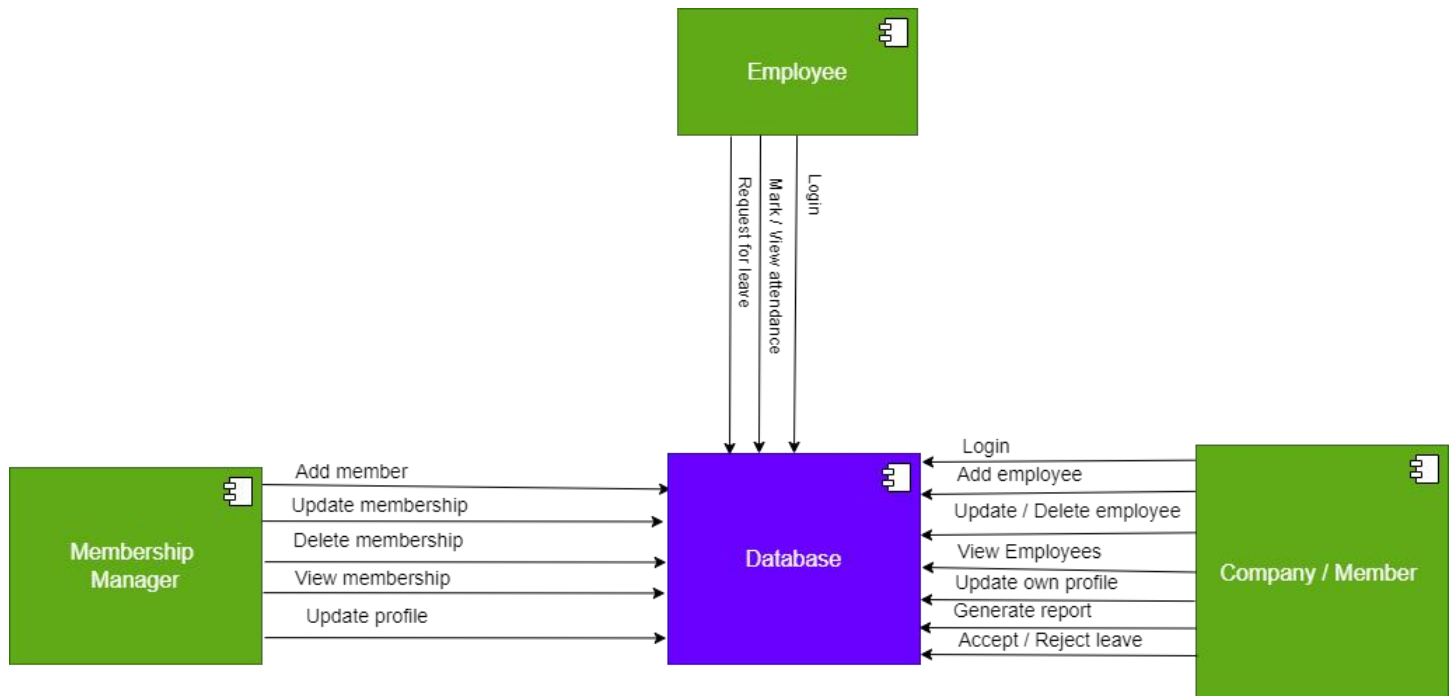 Employee
Login
Mark / View attendance
Request for leave
Add member
Update membership
Delete membership
View membership
Update profile
Membership
Manager
Database
Login
Add employee
Update / Delete employee
View Employees
Update own profile
Generate report
Accept / Reject leave
Company / Member